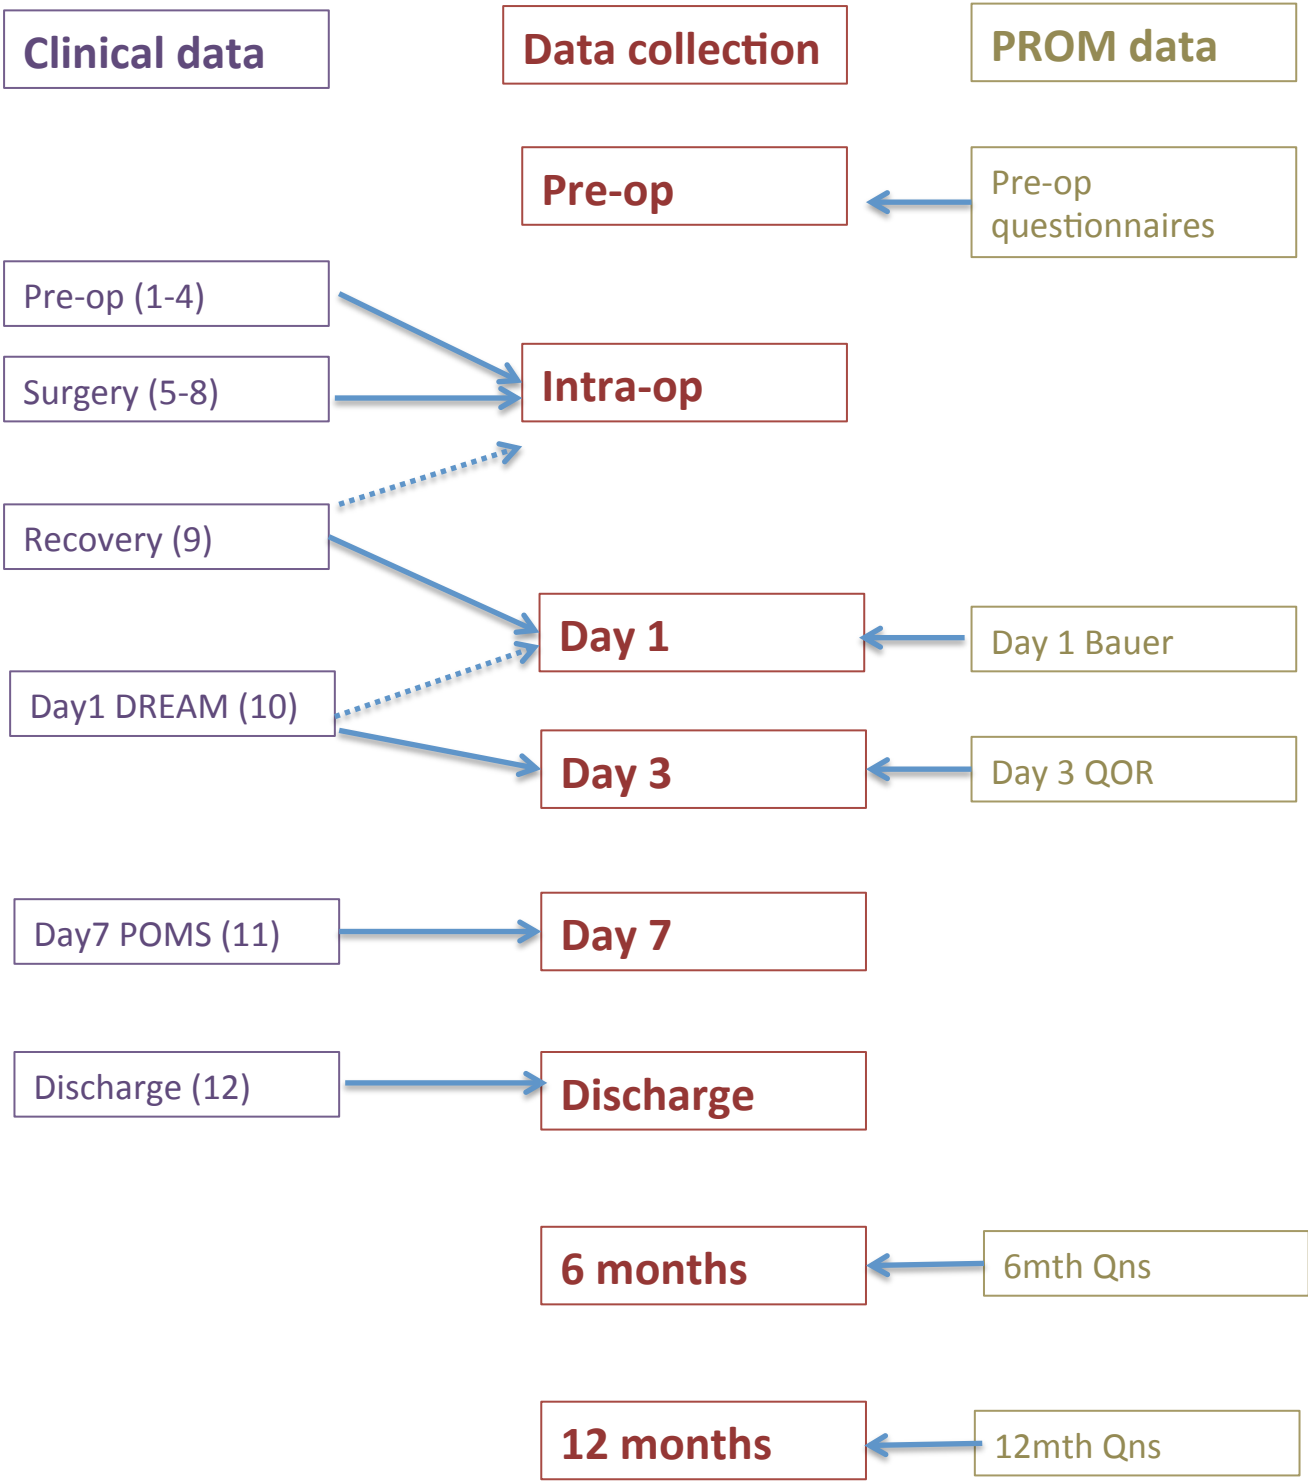 Clinical data
Data collection
PROM data
Pre-op
Pre-op
questionnaires
Pre-op (1-4)
Surgery (5-8)
Intra-op
Recovery (9)
Day 1
Day 1 Bauer
Day1 DREAM (10)
Day 3
Day 3 QOR
Day7 POMS (11)
Day 7
Discharge (12)
Discharge
6 months
6mth Qns
12 months
12mth Qns